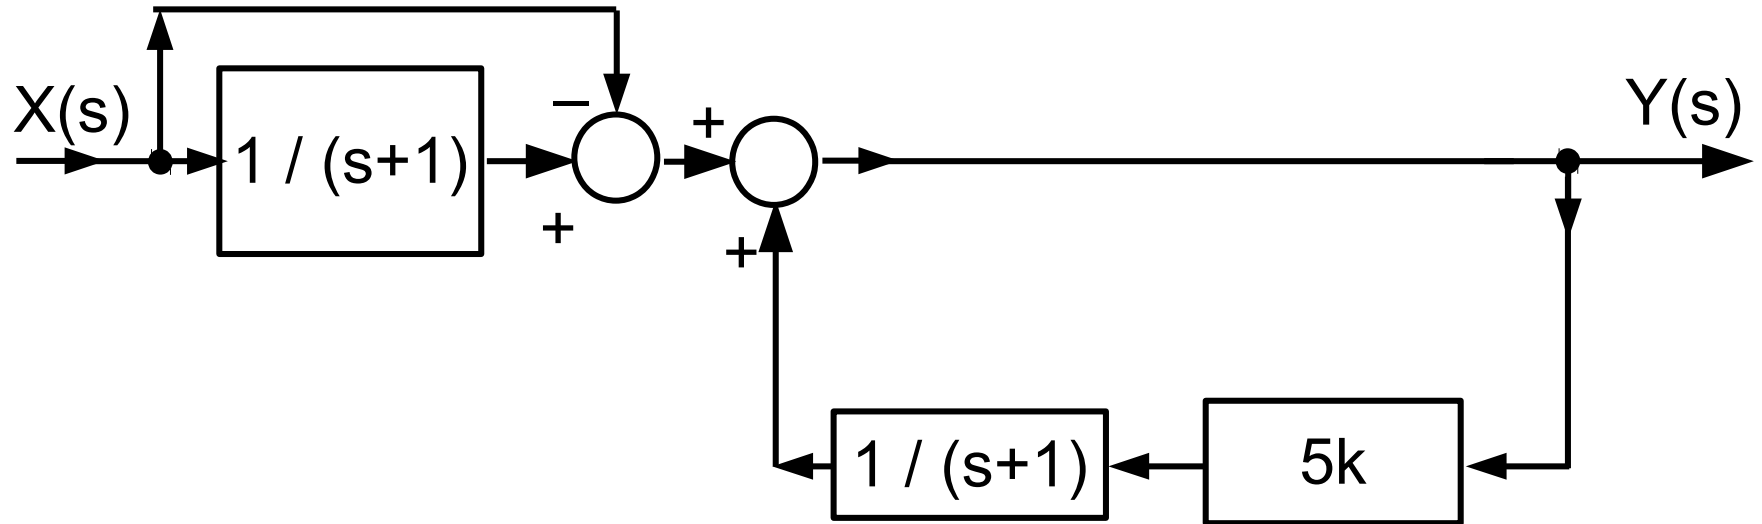 X(s)
1 / (s+1)
−
+
+
+
Y(s)
1 / (s+1)
5k